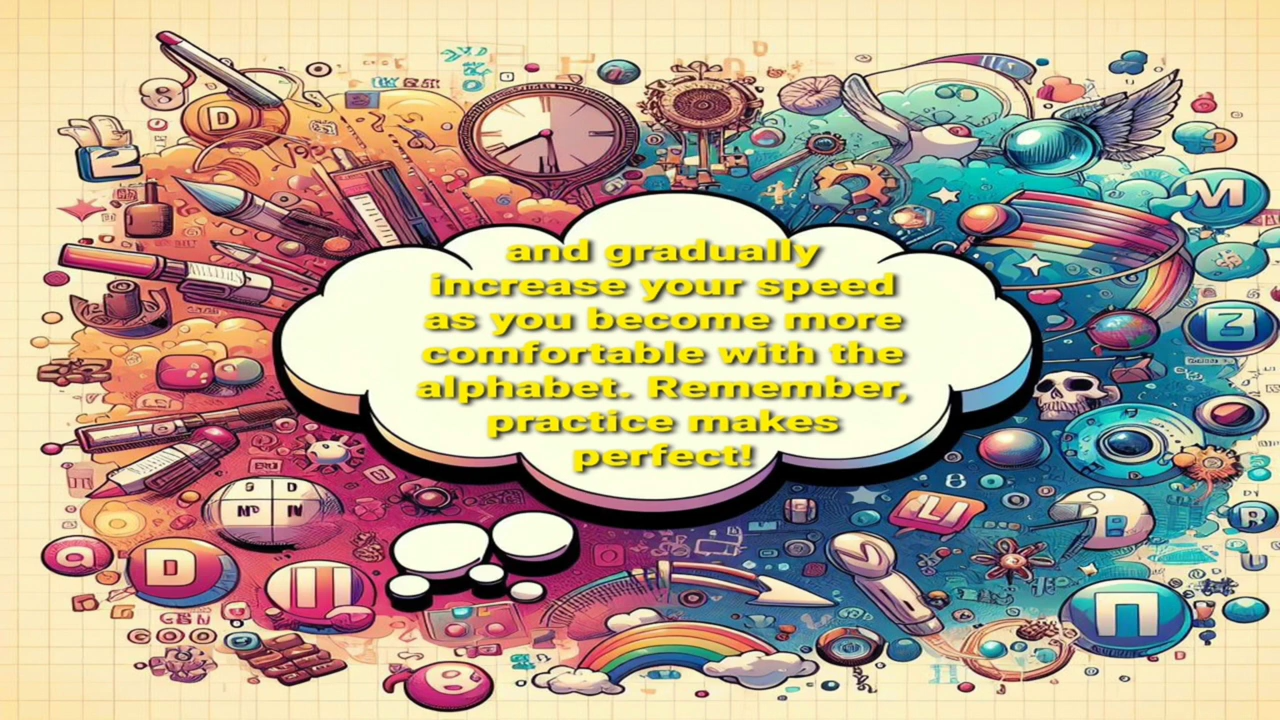 and gradually
increase your speed
as you become more
comfortable with the
alphabet. Remember,
practice makes
perfect!